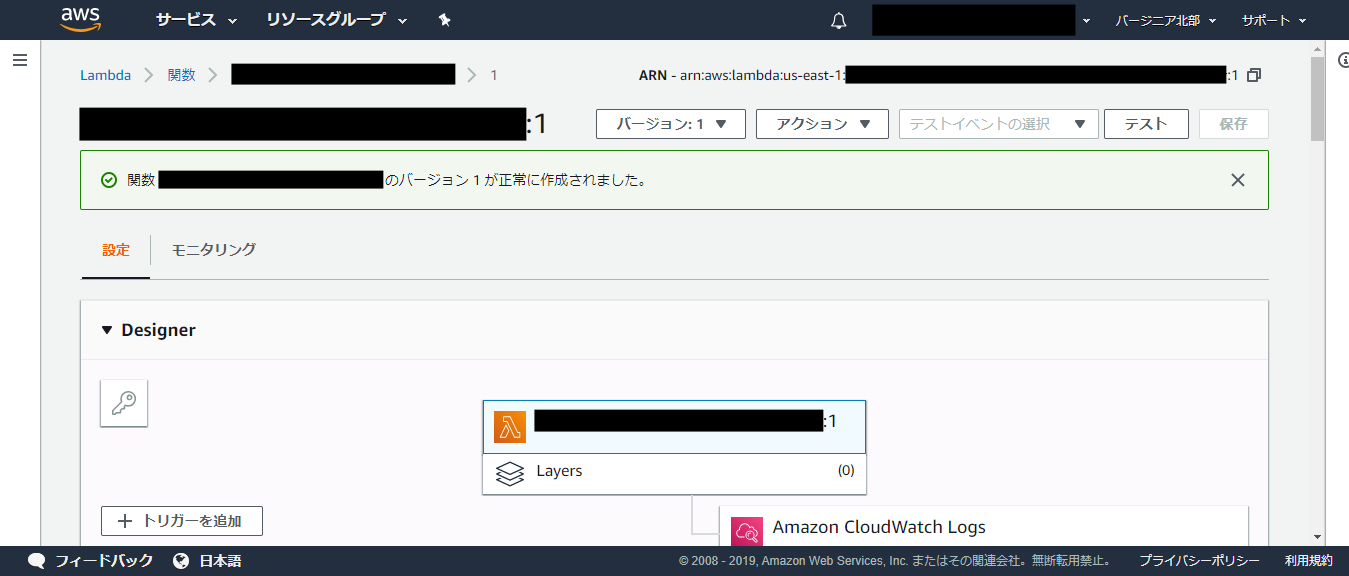 aws サービス リソースグループ バージニア北部 サポート
Lambda 関数 1 ARN - arn:aws:lambda:us-east-1: :1
:1 バージョン: 1 アクション テストイベントの選択 テスト 保存
関数 のバージョン 1 が正常に作成されました。
設定 モニタリング
Designer
:1
Layers (0)
トリガーを追加
Amazon CloudWatch Logs
フィードバック 日本語 © 2008 - 2019, Amazon Web Services, Inc. またはその関連会社。無断転用禁止。 プライバシーポリシー 利用規約